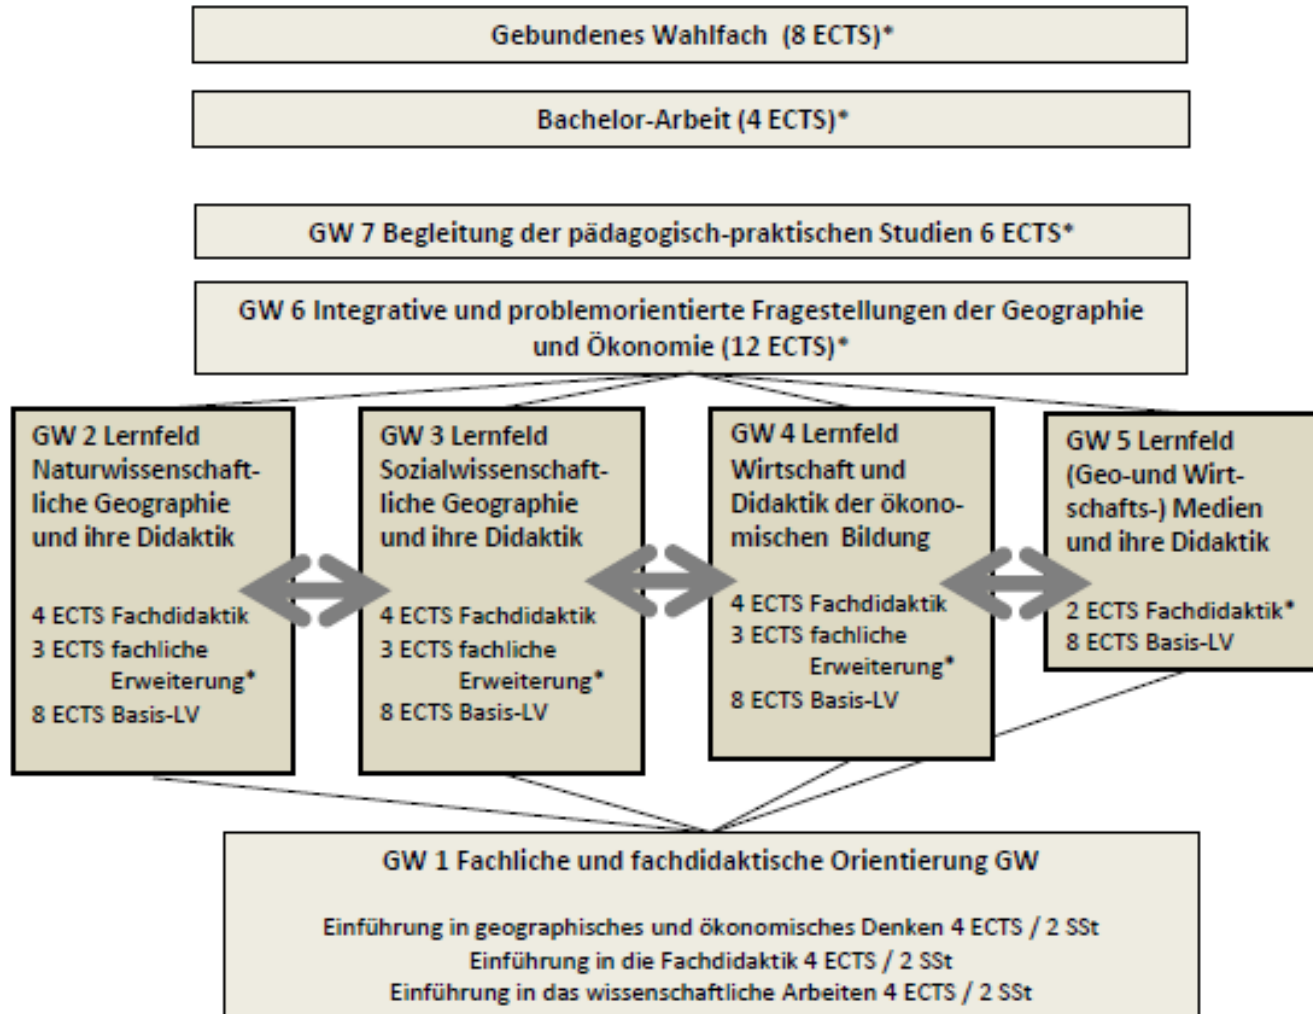 Gebundenes Wahlfach (8 ECTS)*
Bachelor-Arbeit (4 ECTS)*
GW 7 Begleitung der pädagogisch-praktischen Studien 6 ECTS*
GW 6 Integrative und problemorientierte Fragestellungen der Geographie
und Ökonomie (12 ECTS)*
GW 2 Lernfeld
Naturwissenschaft-
liche Geographie
und ihre Didaktik
4 ECTS Fachdidaktik
3 ECTS fachliche
Erweiterung*
8 ECTS Basis-LV
GW 3 Lernfeld
Sozialwissenschaft-
liche Geographie
und ihre Didaktik
4 ECTS Fachdidaktik
3 ECTS fachliche
Erweiterung*
8 ECTS Basis-LV
GW 4 Lernfeld
Wirtschaft und
Didaktik der ökono-
mischen Bildung
4 ECTS Fachdidaktik
3 ECTS fachliche
Erweiterung*
8 ECTS Basis-LV
GW 5 Lernfeld
(Geo-und Wirt-
schafts-) Medien
und ihre Didaktik
2 ECTS Fachdidaktik*
8 ECTS Basis-LV
GW 1 Fachliche und fachdidaktische Orientierung GW
Einführung in geographisches und ökonomisches Denken 4 ECTS / 2 SSt
Einführung in die Fachdidaktik 4 ECTS / 2 SSt
Einführung in das wissenschaftliche Arbeiten 4 ECTS / 2 SSt